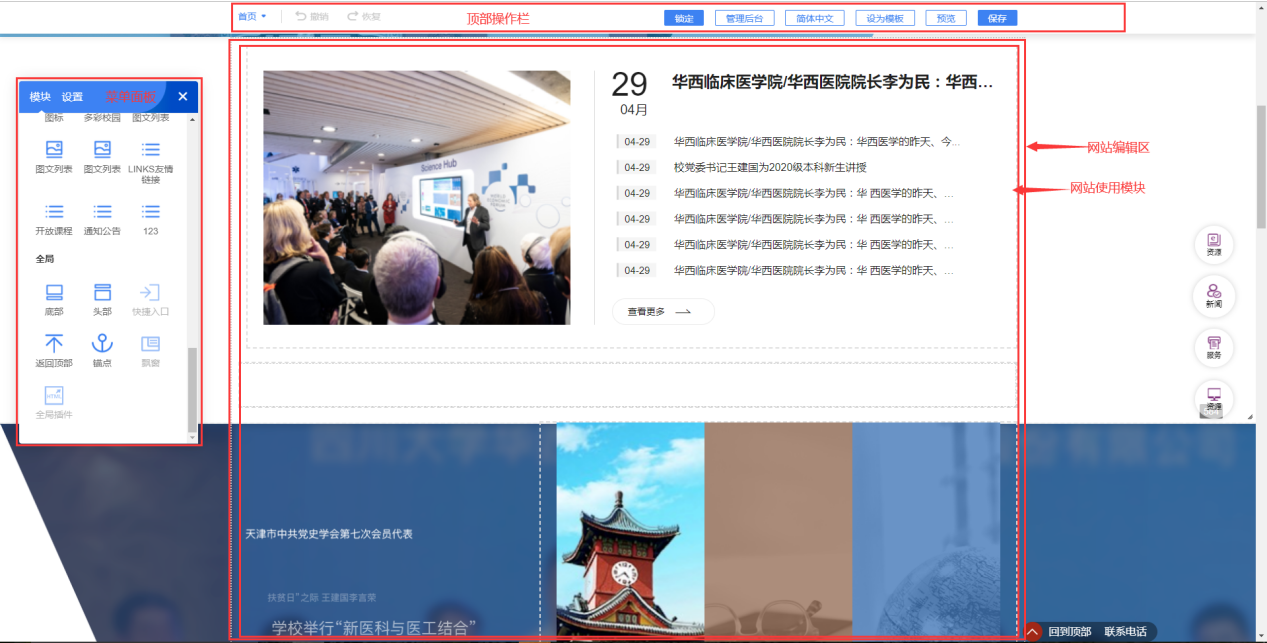 首页
撤销
恢复
顶部操作栏
锁定
管理后台
简体中文
设为模板
预览
保存
模块 设置
图标 多彩校园 图文列表
图文列表 图文列表 LINKS友情
链接
开放课程 通知公告 123
全局
底部 头部 快捷入口
返回顶部 锚点 飘窗
HTML
全局插件
Science Hub
29
04月
华西临床医学院/华西医院院长李为民：华西...
04-29 华西临床医学院/华西医院院长李为民：华西医学的昨天、今...
04-29 校党委书记王建国为2020级本科新生讲授
04-29 华西临床医学院/华西医院院长李为民：华 西医学的昨天、...
04-29 华西临床医学院/华西医院院长李为民：华 西医学的昨天、...
04-29 华西临床医学院/华西医院院长李为民：华 西医学的昨天、...
04-29 华西临床医学院/华西医院院长李为民：华 西医学的昨天、...
查看更多
网站编辑区
网站使用模块
资源
新闻
服务
资源
天津市中共党史学会第七次会员代表
扶贫日”之际 王建国李言荣
学校举行“新医科与医工结合”
回到顶部 联系电话